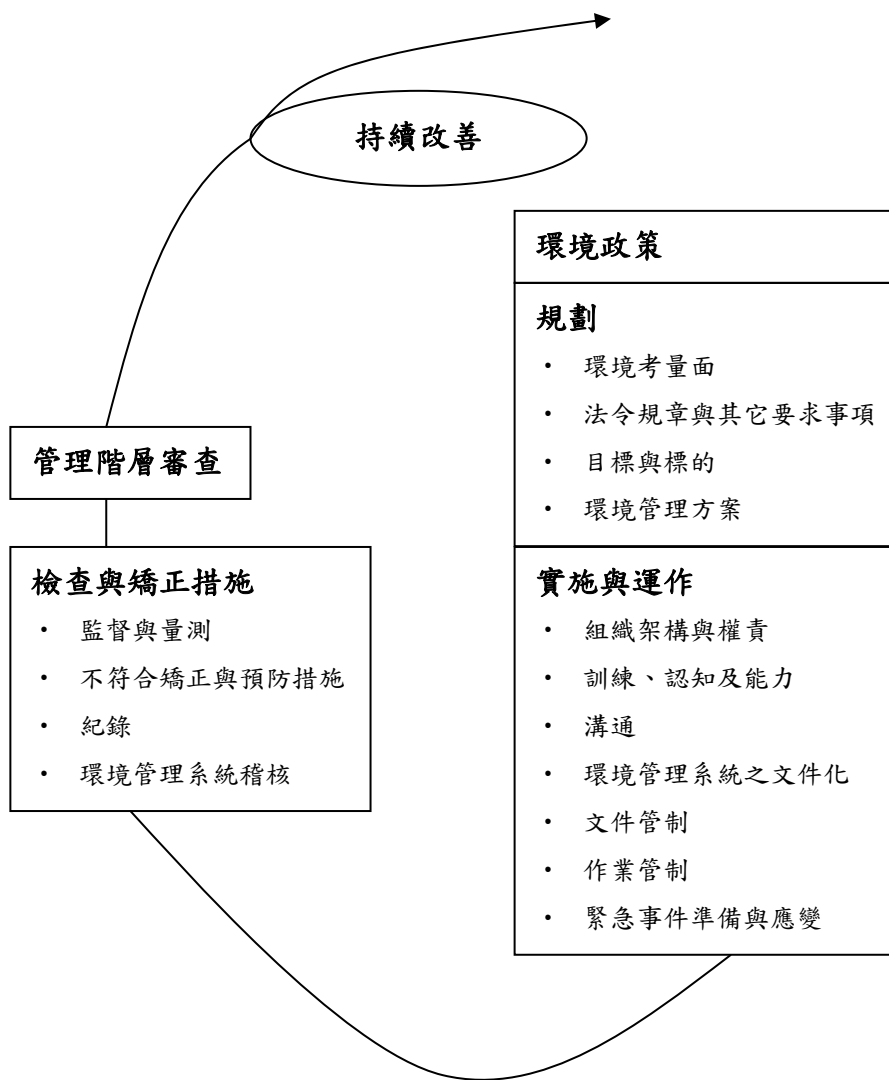 持續改善
環境政策
規劃
· 環境考量面
· 法令規章與其它要求事項
· 目標與標的
· 環境管理方案
管理階層審查
檢查與矯正措施
· 監督與量測
· 不符合矯正與預防措施
· 紀錄
· 環境管理系統稽核
實施與運作
· 組織架構與權責
· 訓練、認知及能力
· 溝通
· 環境管理系統之文件化
· 文件管制
· 作業管制
· 緊急事件準備與應變